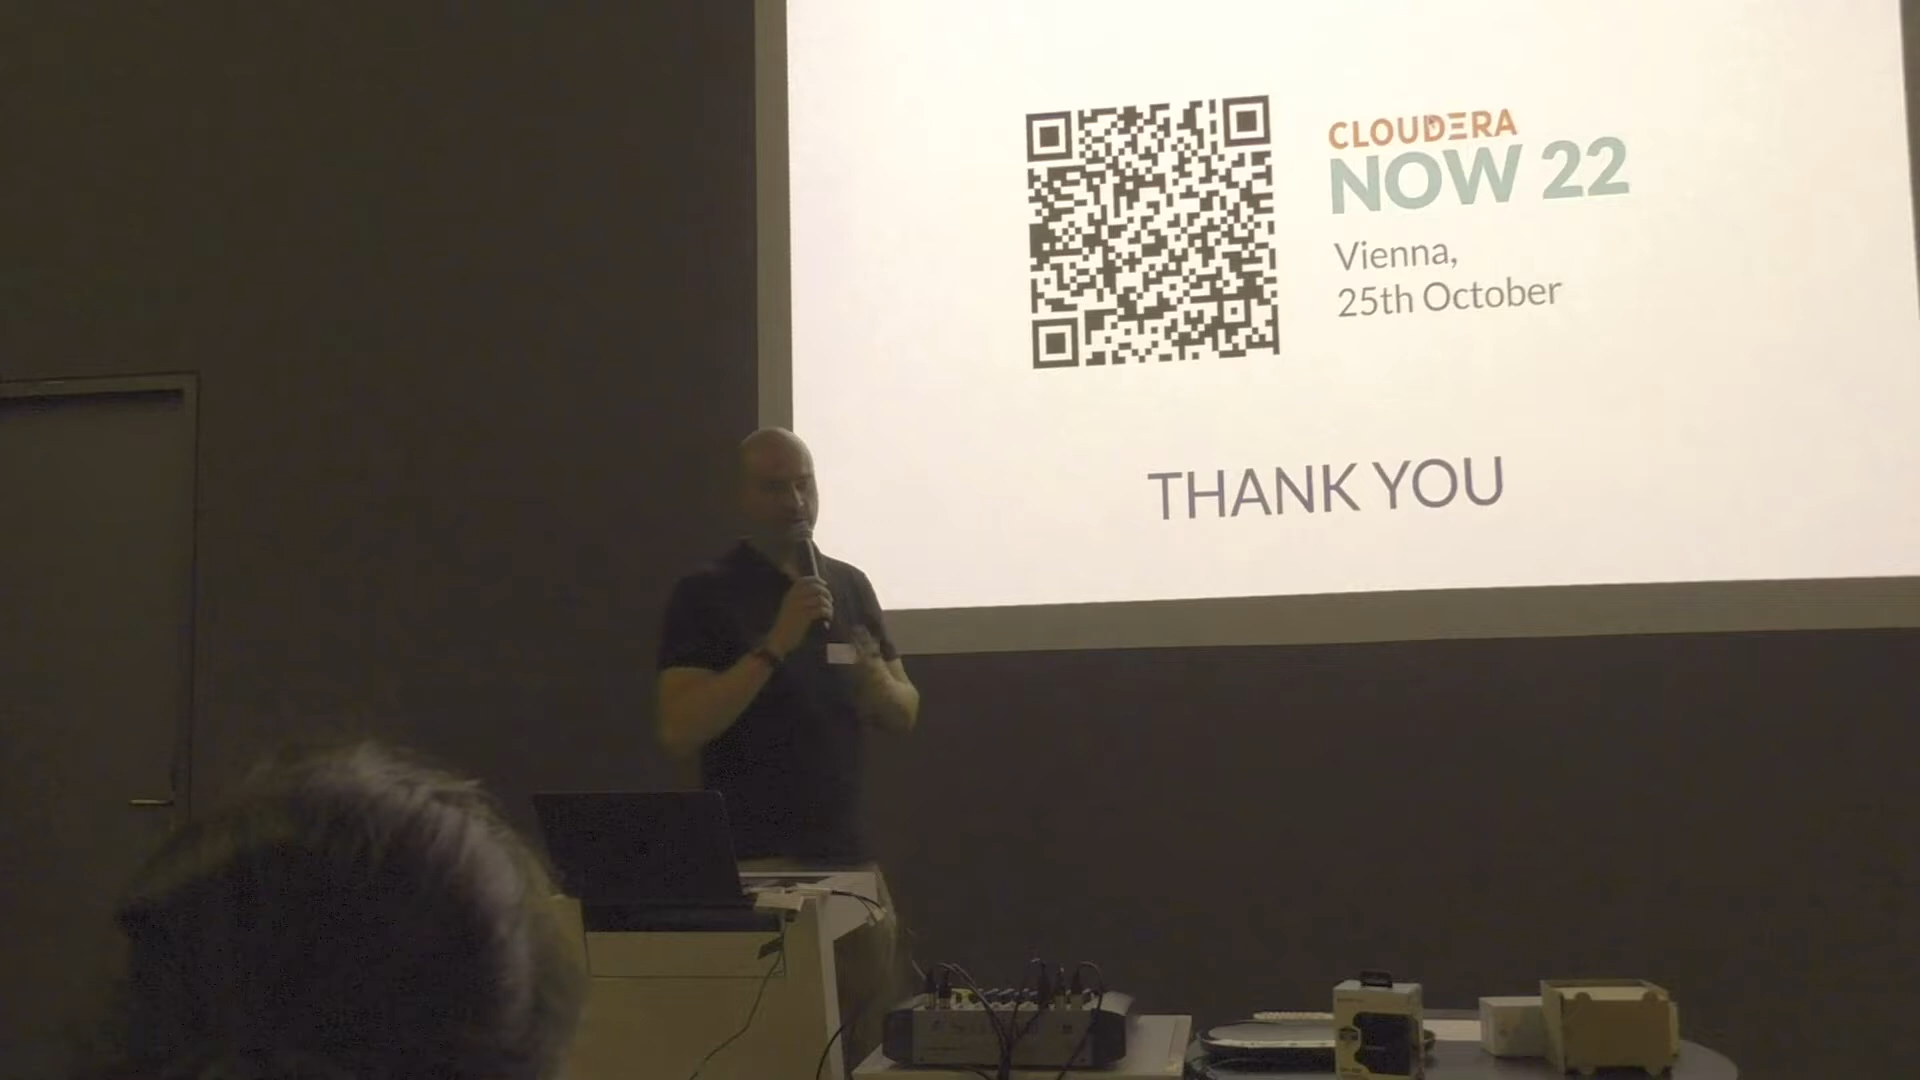 CLOUDERA
NOW 22
Vienna,
25th October
THANK YOU